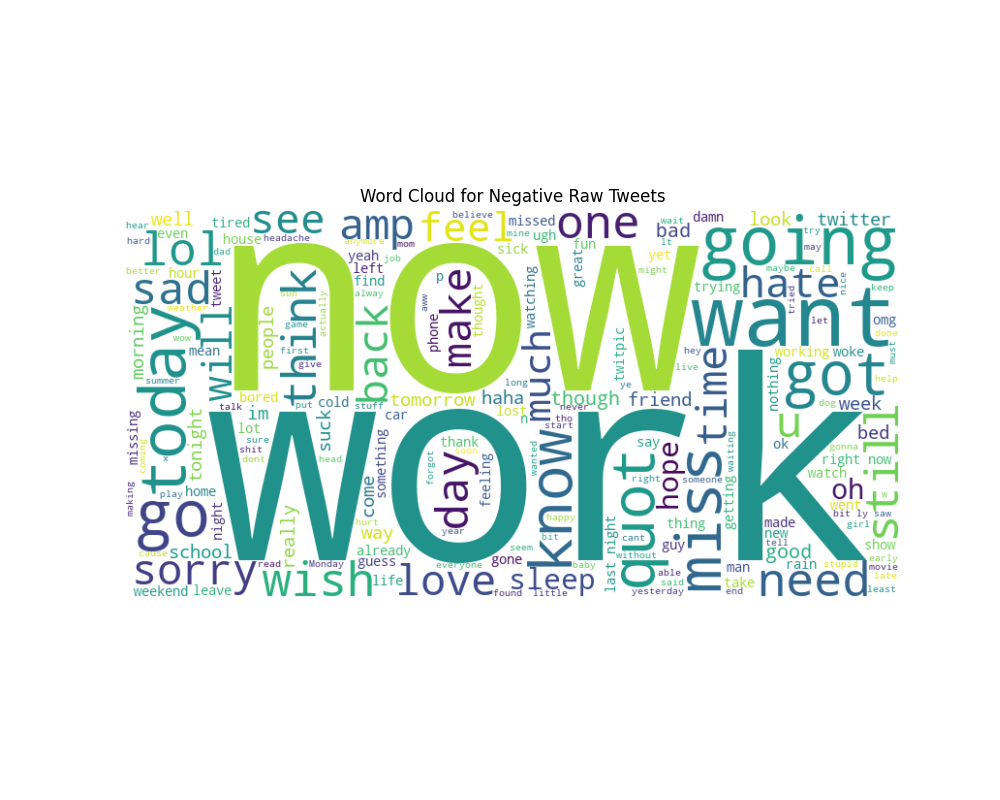 Word Cloud for Negative Raw Tweets
hear
well
tired
see
amp
feel
believe
missed
one
wait
damn
look
twitter
hard
lol
house
headache
yeah
anymore
mom
mine
ugh
fun
bad
lt
going
try
may
dad
left
job
sick
great
yet
maybe
call
better
hour
tweet
now
find
p
might
trying
hate
nice
keep
sad
sun
alway
aww
make
thought
watching
want
tried
weather
think
game
actually
back
phone
twitpic
hey
let
omg
done
must
wow
today
morning
will
people
first
mean
give
live
working
woke
help
summer
bored
put
cold
stuff
tomorrow
long
haha
much
never
though
ye
friend
time
nothing
got
dog
week
talk
im
suck
car
lost
n
tho
start
u
missing
tonight
lot
sure
work
something
thank
soon
know
wanted
without
say
someone
waiting
ok
gonna
bed
coming
shit
dont
head
come
forgot
day
feeling
quot
right
hope
miss
getting
watch
right now
still
x
making
play
home
night
go
really
hurt
way
year
happy
bit
cant
thing
made
new
went
oh
bit ly
saw
girl
cause
school
already
guess
seem
gone
everyone
last night
guy
tell
good
show
early
sorry
read
Monday
wish
life
love
sleep
baby
able
said
man
take
rain
need
stupid
movie
late
weekend
leave
found
little
yesterday
end
least